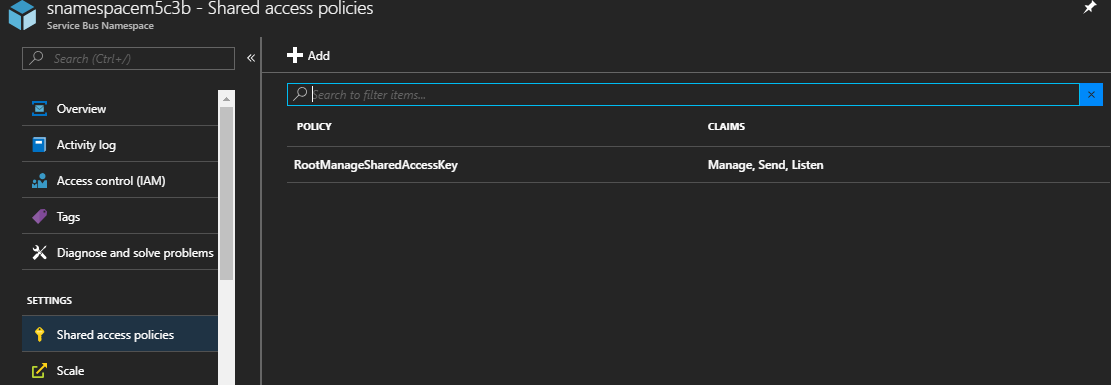 snamespacem5c3b - Shared access policies
Service Bus Namespace
Search (Ctrl+/)
Overview
Activity log
Access control (IAM)
Tags
Diagnose and solve problems
SETTINGS
Shared access policies
Scale
Add
Search to filter items...
POLICY CLAIMS
RootManageSharedAccessKey Manage, Send, Listen